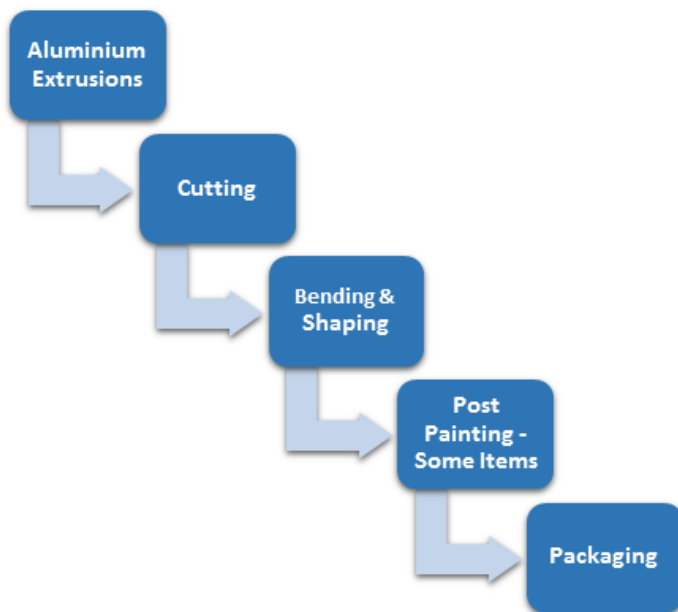 Aluminium
Extrusions
Cutting
Bending &
Shaping
Post
Painting -
Some Items
Packaging